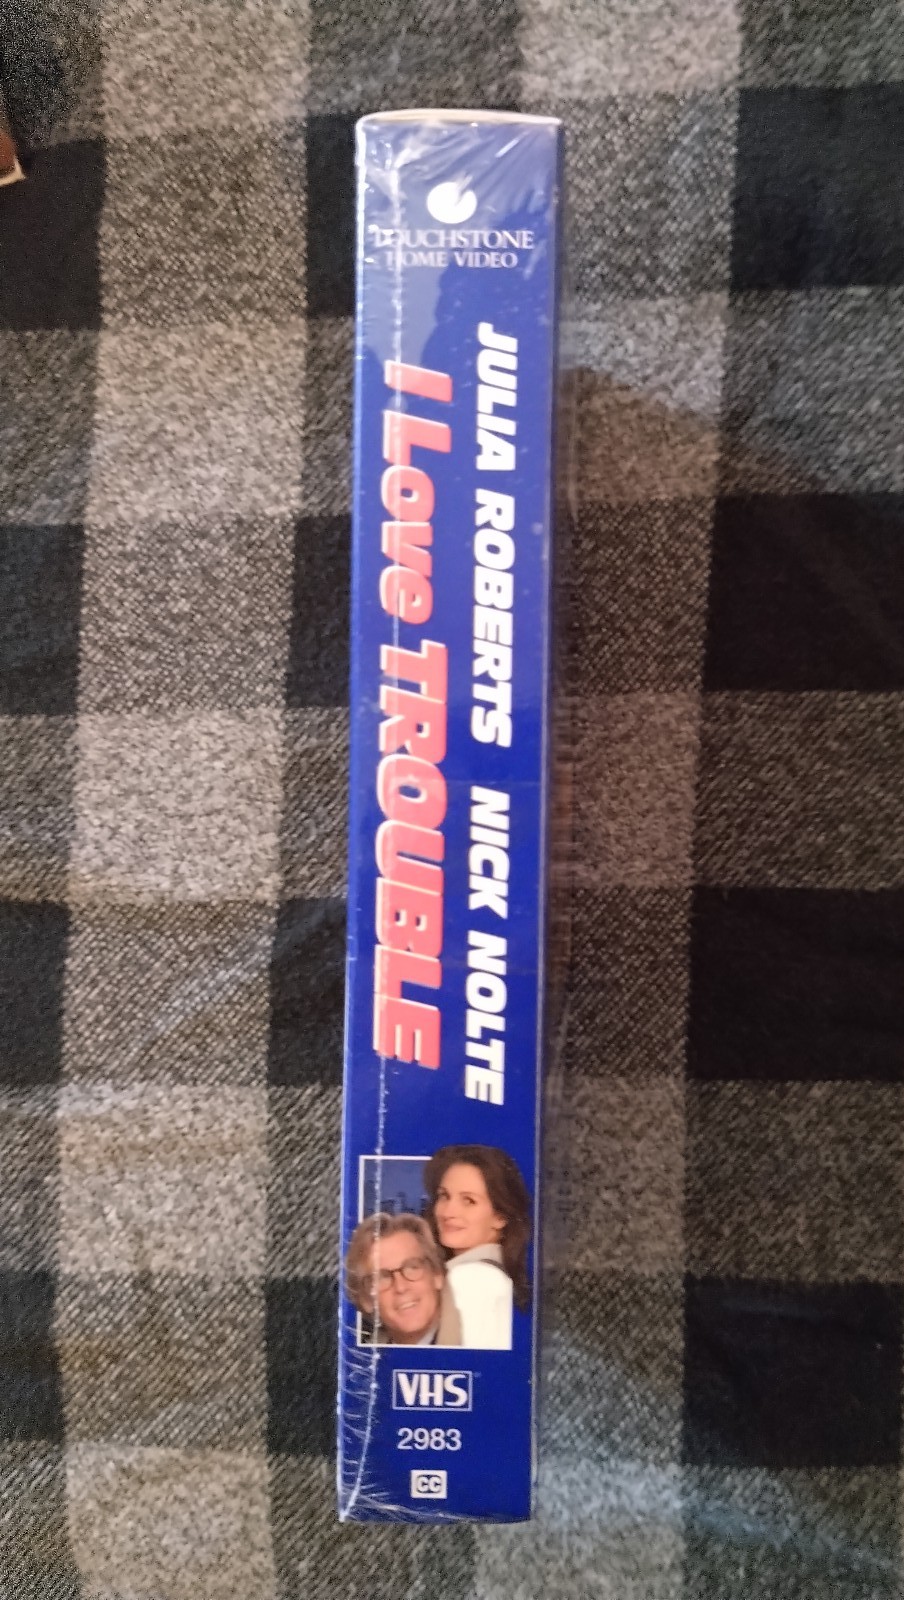 TOUCHSTONE
HOME VIDEO
JULIA ROBERTS NICK NOLTE
I Love TROUBLE
VHS
2983
CC